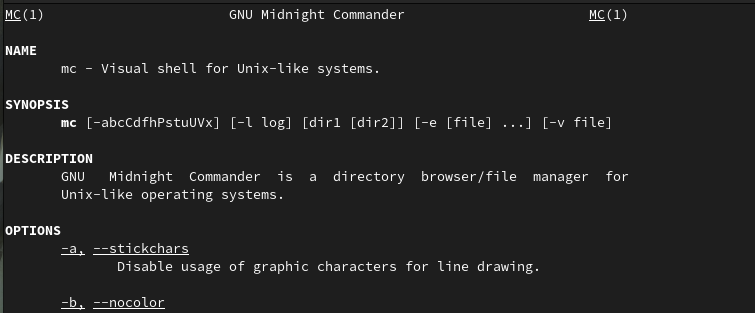 MC(1) GNU Midnight Commander MC(1)
NAME
mc - Visual shell for Unix-like systems.
SYNOPSIS
mc [-abcCdfhPstuUVx] [-l log] [dir1 [dir2]] [-e [file] ...] [-v file]
DESCRIPTION
GNU Midnight Commander is a directory browser/file manager for
Unix-like operating systems.
OPTIONS
-a, --stickchars
Disable usage of graphic characters for line drawing.
-b, --nocolor